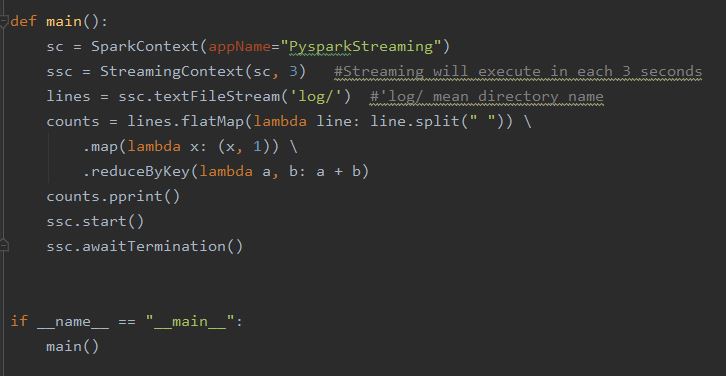 def main():
    sc = SparkContext(appName="PysparkStreaming")
    ssc = StreamingContext(sc, 3)   #Streaming will execute in each 3 seconds
    lines = ssc.textFileStream('log/')  #'log/ mean directory name
    counts = lines.flatMap(lambda line: line.split(" ")) \
        .map(lambda x: (x, 1)) \
        .reduceByKey(lambda a, b: a + b)
    counts.pprint()
    ssc.start()
    ssc.awaitTermination()
if __name__ == "__main__":
    main()